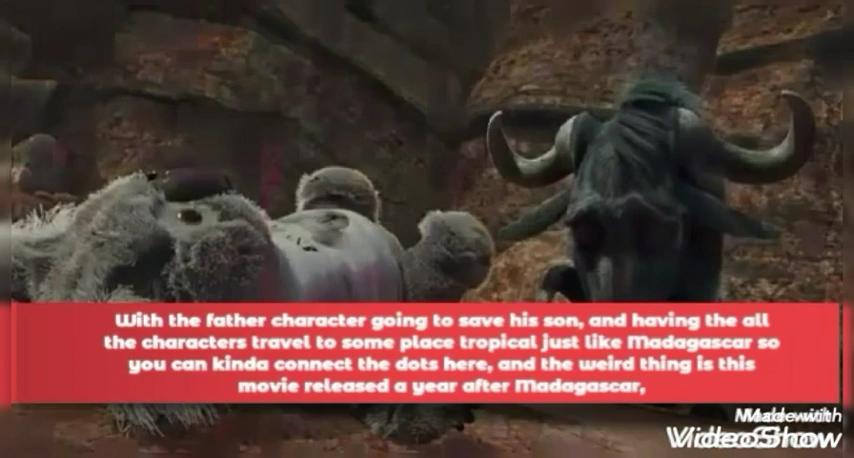 With the father character going to save his son, and having the all
the characters travel to some place tropical just like Madagascar so
you can kinda connect the dots here, and the weird thing is this
movie released a year after Madagascar,
Made with
VideoShow